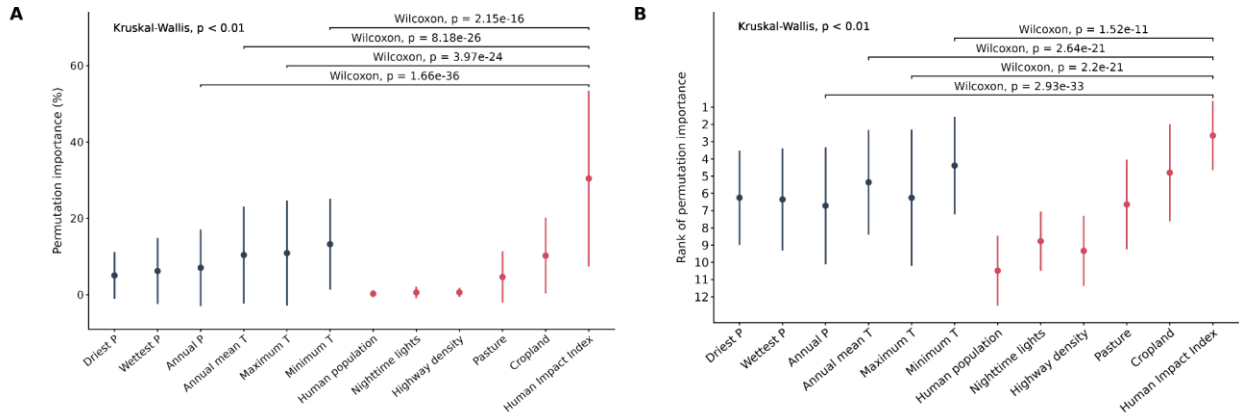 A
Kruskal-Wallis, p < 0.01
Wilcoxon, p = 2.15e-16
Wilcoxon, p = 8.18e-26
Wilcoxon, p = 3.97e-24
Wilcoxon, p = 1.66e-36
Permutation importance (%)
60
40
20
0
Driest P
Wettest P
Annual P
Annual mean T
Maximum T
Minimum T
Human population
Nighttime lights
Highway density
Pasture
Cropland
Human Impact Index
B
Kruskal-Wallis, p < 0.01
Wilcoxon, p = 1.52e-11
Wilcoxon, p = 2.64e-21
Wilcoxon, p = 2.2e-21
Wilcoxon, p = 2.93e-33
Rank of permutation importance
1
2
3
4
5
6
7
8
9
10
11
12
Driest P
Wettest P
Annual P
Annual mean T
Maximum T
Minimum T
Human population
Nighttime lights
Highway density
Pasture
Cropland
Human Impact Index